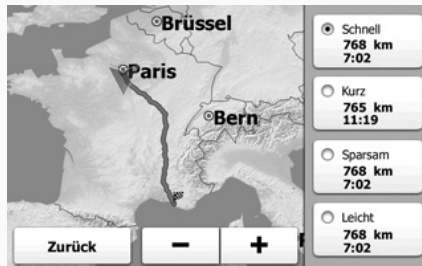 Brüssel
Paris
Bern
Schnell
768 km
7:02
Kurz
765 km
11:19
Sparsam
768 km
7:02
Leicht
768 km
7:02
Zurück
−
+